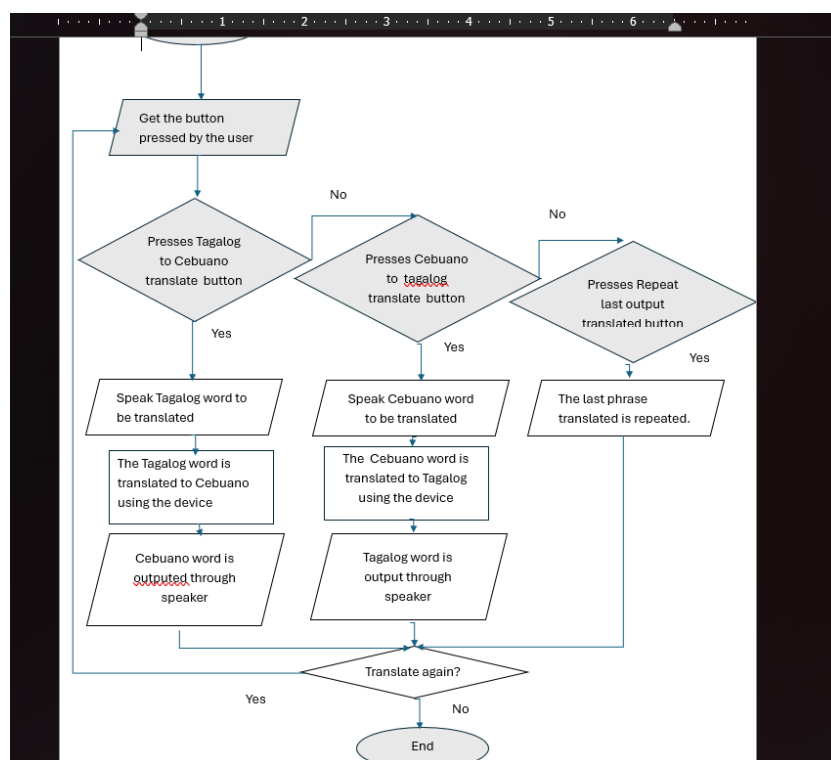 1 2 3 4 5 6
Get the button
pressed by the user
No
No
Presses Tagalog
to Cebuano
translate button
Presses Cebuano
to tagalog
translate button
Presses Repeat
last output
translated button
Yes
Yes
Yes
Speak Tagalog word to
be translated
Speak Cebuano word
to be translated
The last phrase
translated is repeated.
The Tagalog word is
translated to Cebuano
using the device
The Cebuano word is
translated to Tagalog
using the device
Cebuano word is
outputed through
speaker
Tagalog word is
output through
speaker
Translate again?
Yes
No
End